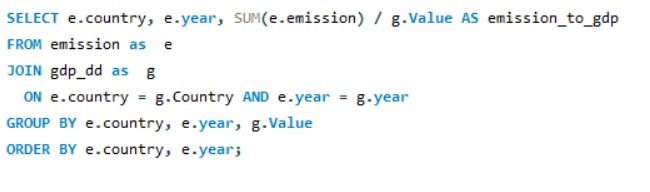 SELECT e.country, e.year, SUM(e.emission) / g.Value AS emission_to_gdp
FROM emission as e
JOIN gdp_dd as g
ON e.country = g.Country AND e.year = g.year
GROUP BY e.country, e.year, g.Value
ORDER BY e.country, e.year;